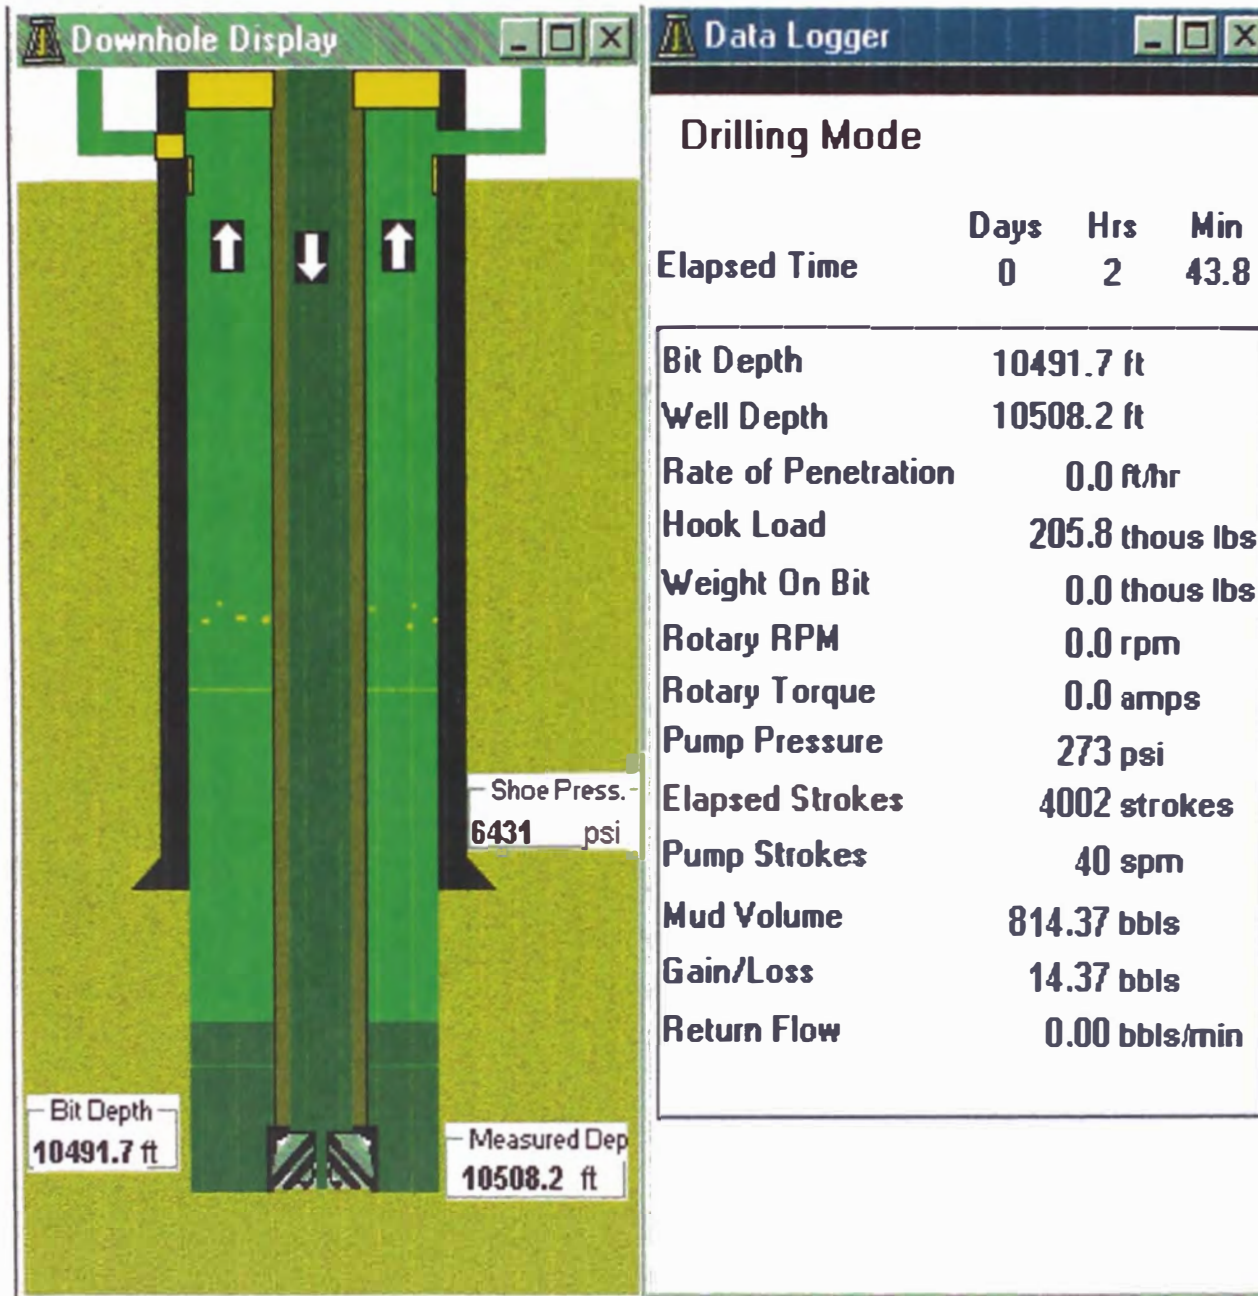 Downhole Display
Shoe Press.
6431 psi
Bit Depth
10491.7 ft
Measured Dep
10508.2 ft
Data Logger
Drilling Mode
Days Hrs Min
Elapsed Time 0 2 43.8
Bit Depth 10491.7 ft
Well Depth 10508.2 ft
Rate of Penetration 0.0 ft/hr
Hook Load 205.8 thous lbs
Weight On Bit 0.0 thous lbs
Rotary RPM 0.0 rpm
Rotary Torque 0.0 amps
Pump Pressure 273 psi
Elapsed Strokes 4002 strokes
Pump Strokes 40 spm
Mud Volume 814.37 bbls
Gain/Loss 14.37 bbls
Return Flow 0.00 bbls/min